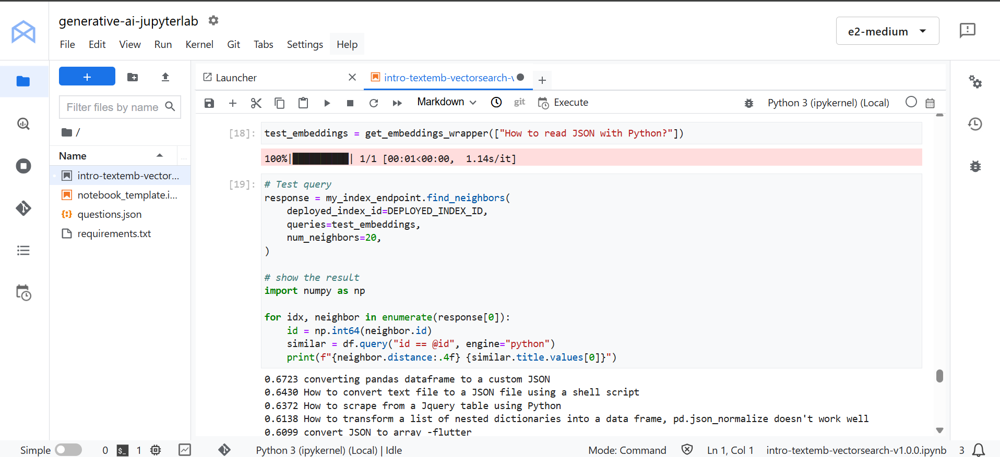 generative-ai-jupyterlab
e2-medium
File Edit View Run Kernel Git Tabs Settings Help
+
Filter files by name
/
Name
...
intro-textemb-vector...
notebook_template.i...
questions.json
requirements.txt
Launcher
intro-textemb-vectorsearch-v
Markdown
git
Execute
Python 3 (ipykernel) (Local)
[18]: test_embeddings = get_embeddings_wrapper(["How to read JSON with Python?"])
100%|██████████| 1/1 [00:01<00:00,  1.14s/it]
[19]: # Test query
response = my_index_endpoint.find_neighbors(
    deployed_index_id=DEPLOYED_INDEX_ID,
    queries=test_embeddings,
    num_neighbors=20,
)
# show the result
import numpy as np
for idx, neighbor in enumerate(response[0]):
    id = np.int64(neighbor.id)
    similar = df.query("id == @id", engine="python")
    print(f"{neighbor.distance:.4f} {similar.title.values[0]}")
0.6723 converting pandas dataframe to a custom JSON
0.6430 How to convert text file to a JSON file using a shell script
0.6372 How to scrape from a Jquery table using Python
0.6138 How to transform a list of nested dictionaries into a data frame, pd.json_normalize doesn't work well
0.6099 convert JSON to array -flutter
Simple 0 $_ 1 Python 3 (ipykernel) (Local) | Idle Mode: Command Ln 1, Col 1 intro-textemb-vectorsearch-v1.0.0.ipynb 3